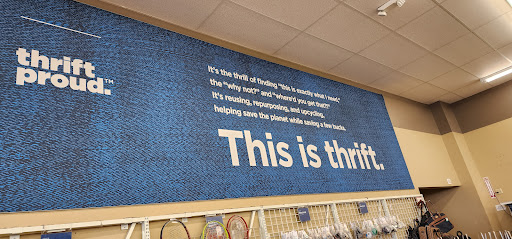 thrift
proud.™
It's the thrill of finding "this is exactly what I need,"
the "why not?" and "where'd you get that?"
It's reusing, repurposing, and upcycling,
helping save the planet while saving a few bucks.
This is thrift.